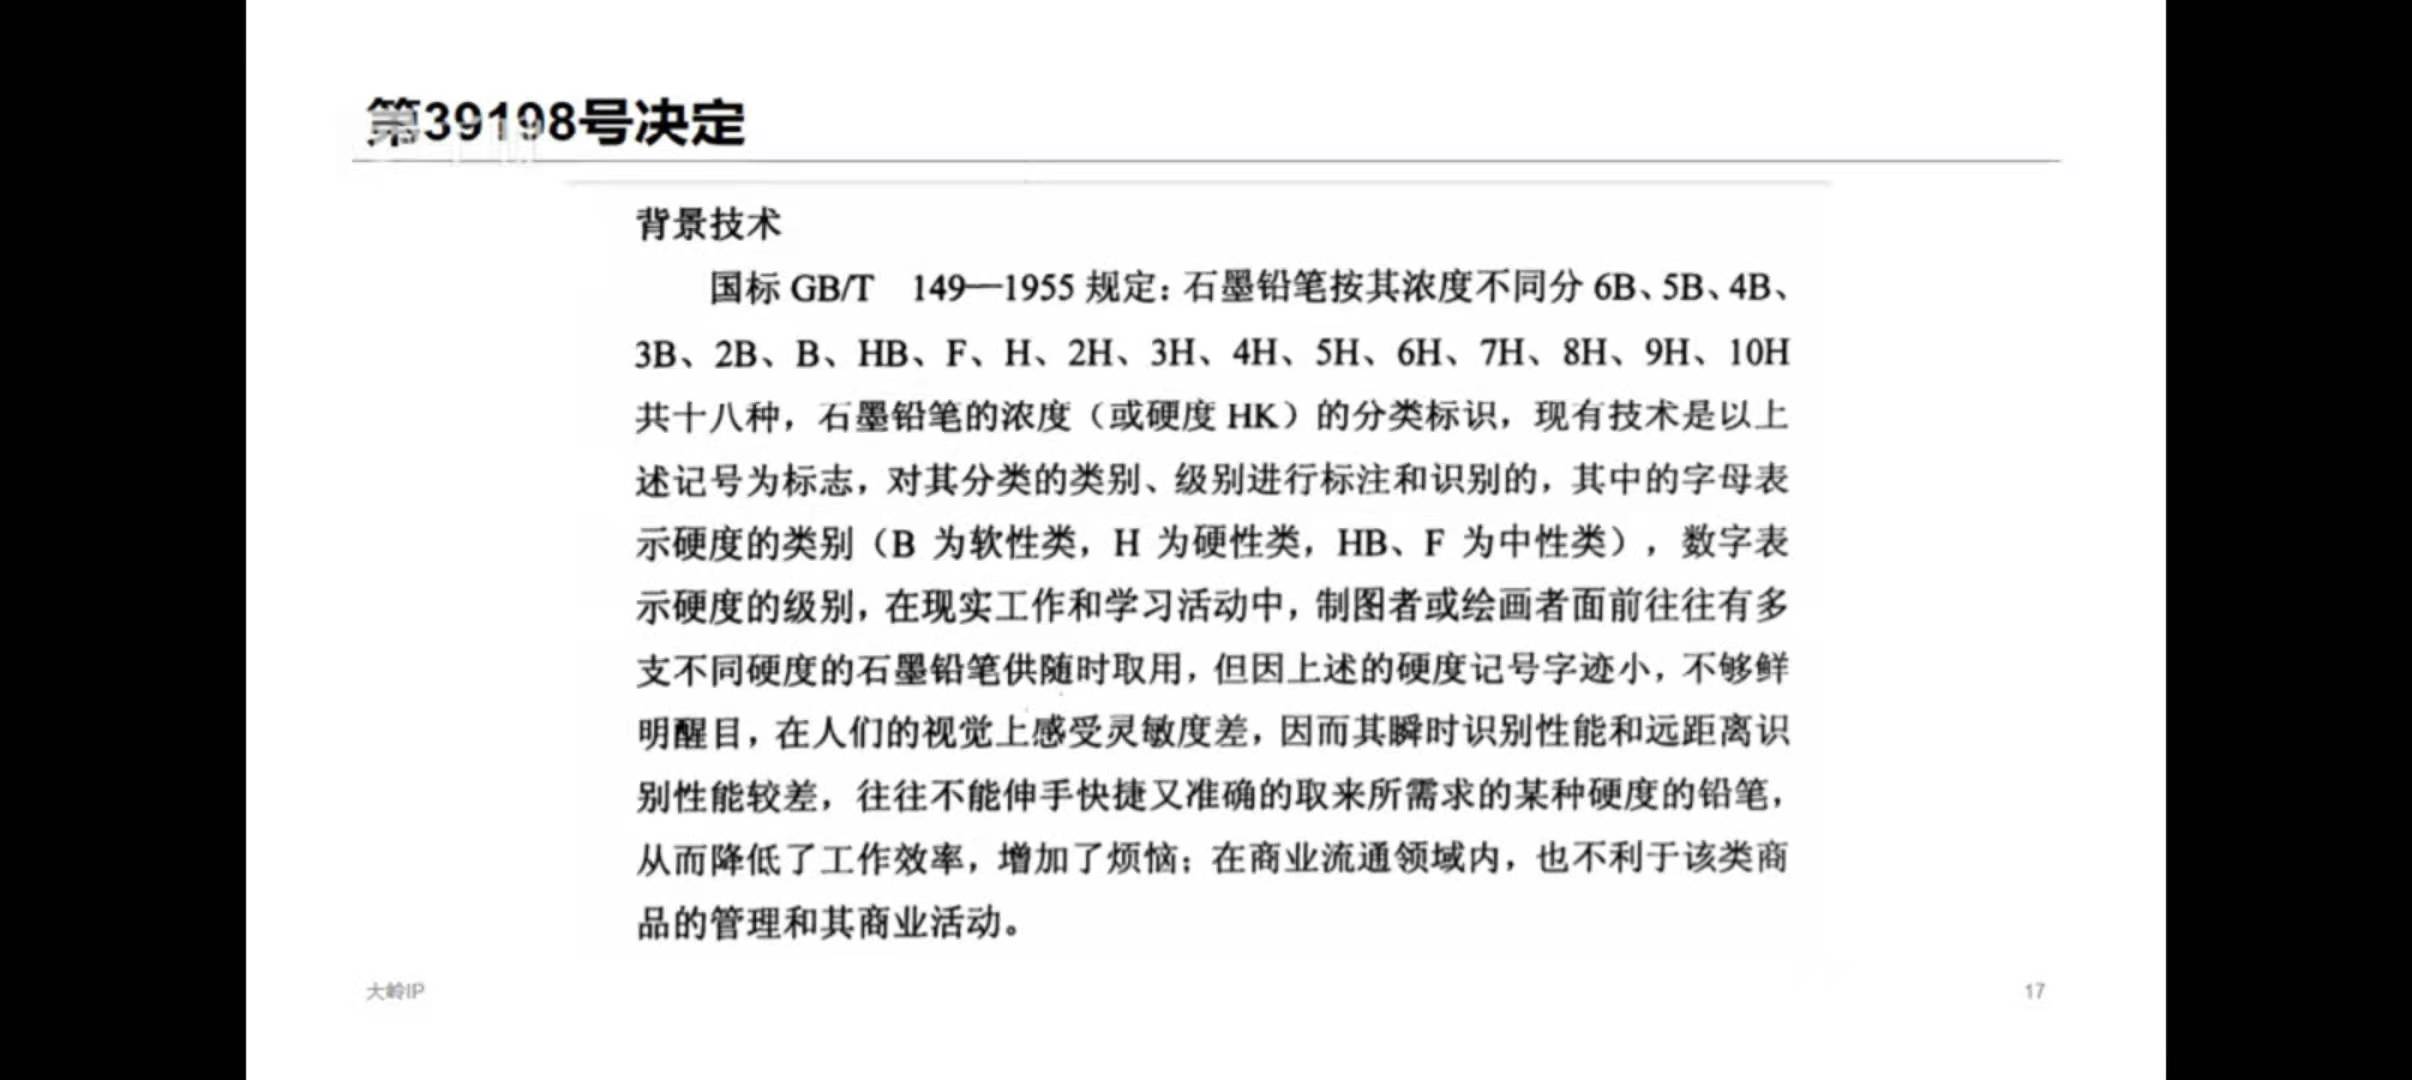 第39198号决定
背景技术
国标 GB/T 149—1955 规定：石墨铅笔按其浓度不同分 6B、5B、4B、
3B、2B、B、HB、F、H、2H、3H、4H、5H、6H、7H、8H、9H、10H
共十八种，石墨铅笔的浓度（或硬度 HK）的分类标识，现有技术是以上
述记号为标志，对其分类的类别、级别进行标注和识别的，其中的字母表
示硬度的类别（B 为软性类，H 为硬性类，HB、F 为中性类），数字表
示硬度的级别，在现实工作和学习活动中，制图者或绘画者面前往往有多
支不同硬度的石墨铅笔供随时取用，但因上述的硬度记号字迹小，不够鲜
明醒目，在人们的视觉上感受灵敏度差，因而其瞬时识别性能和远距离识
别性能较差，往往不能伸手快捷又准确的取来所需求的某种硬度的铅笔，
从而降低了工作效率，增加了烦恼；在商业流通领域内，也不利于该类商
品的管理和其商业活动。
大岭IP
17